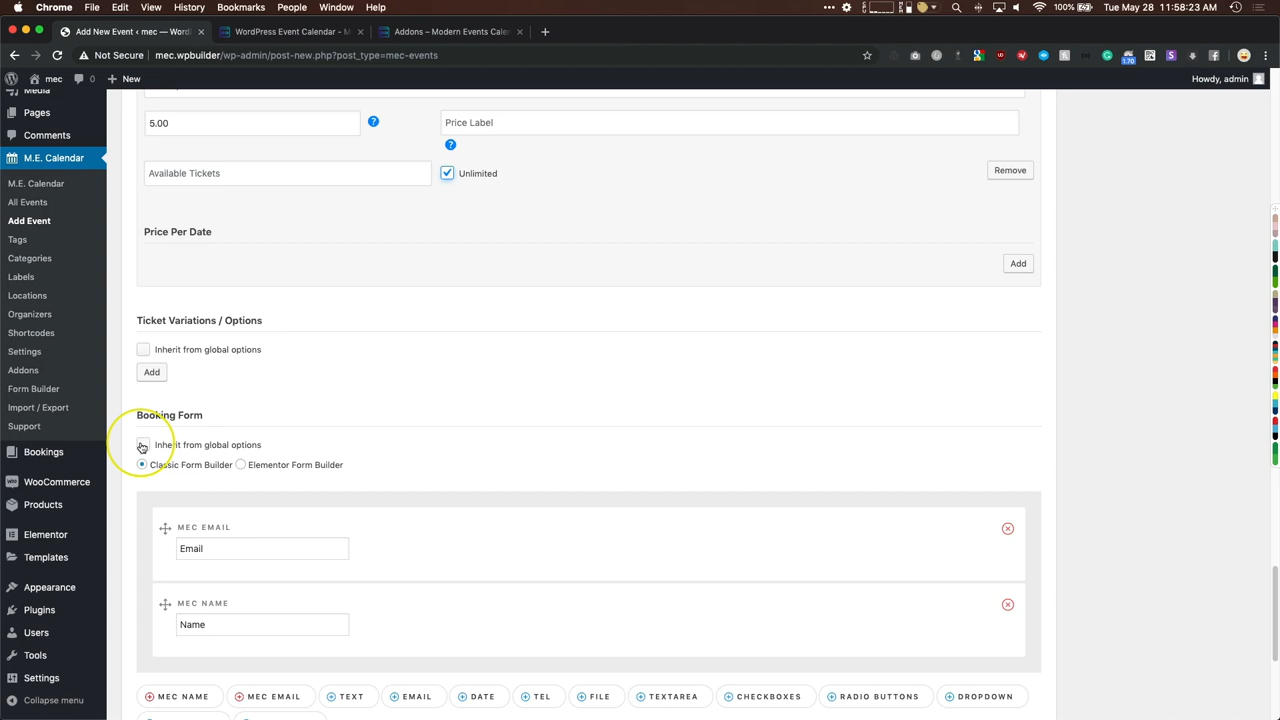 Chrome File Edit View History Bookmarks People Window Help 100% Tue May 28 11:58:23 AM
Add New Event ‹ mec — WordP
WordPress Event Calendar - M
Addons – Modern Events Cale
Not Secure mec.wpbuilder/wp-admin/post-new.php?post_type=mec-events
1.70
mec 0 New Howdy, admin
Media
Pages
Comments
M.E. Calendar
M.E. Calendar
All Events
Add Event
Tags
Categories
Labels
Locations
Organizers
Shortcodes
Settings
Addons
Form Builder
Import / Export
Support
Bookings
WooCommerce
Products
Elementor
Templates
Appearance
Plugins
Users
Tools
Settings
Collapse menu
5.00 ? Price Label
?
Available Tickets Unlimited Remove
Price Per Date
Add
Ticket Variations / Options
Inherit from global options
Add
Booking Form
Inherit from global options
Classic Form Builder Elementor Form Builder
MEC EMAIL
Email
MEC NAME
Name
MEC NAME MEC EMAIL TEXT EMAIL DATE TEL FILE TEXTAREA CHECKBOXES RADIO BUTTONS DROPDOWN